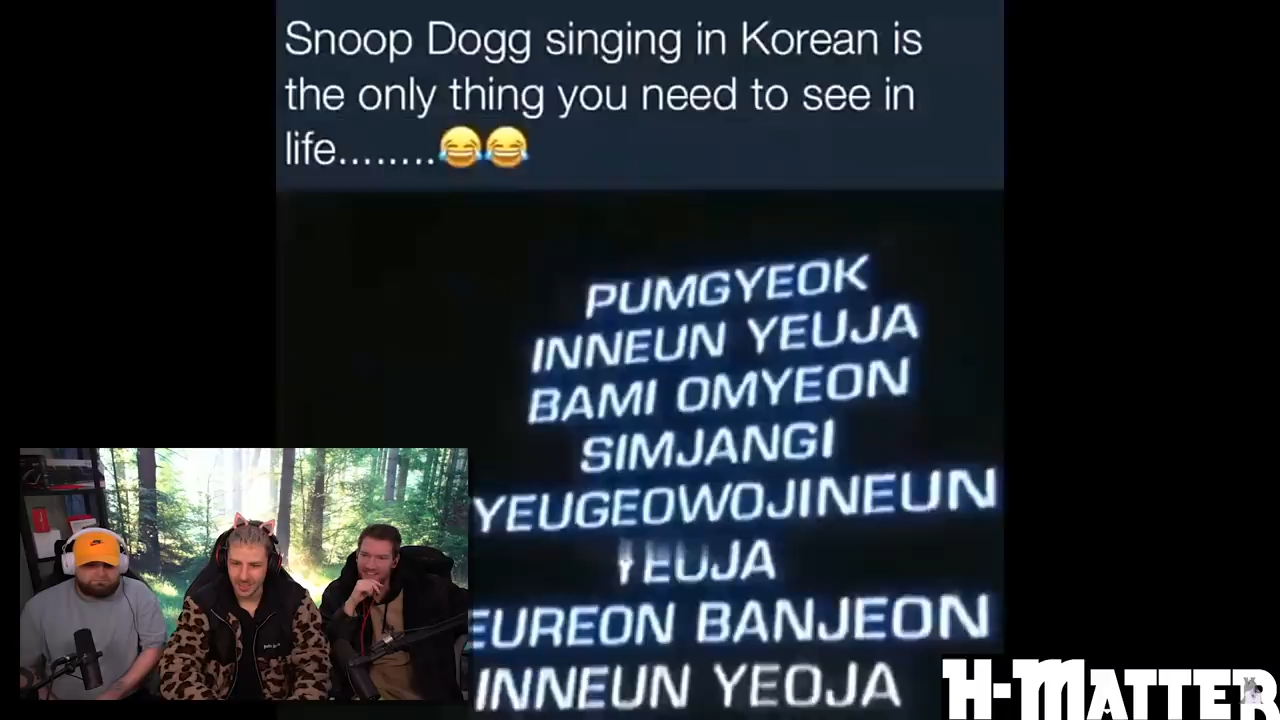 Snoop Dogg singing in Korean is
the only thing you need to see in
life........😂😂
PUMGYEOK
INNEUN YEUJA
BAMI OMYEON
SIMJANGI
YEUGEOWOJINEUN
YEUJA
EUREON BANJEON
INNEUN YEOJA
H-MATTER